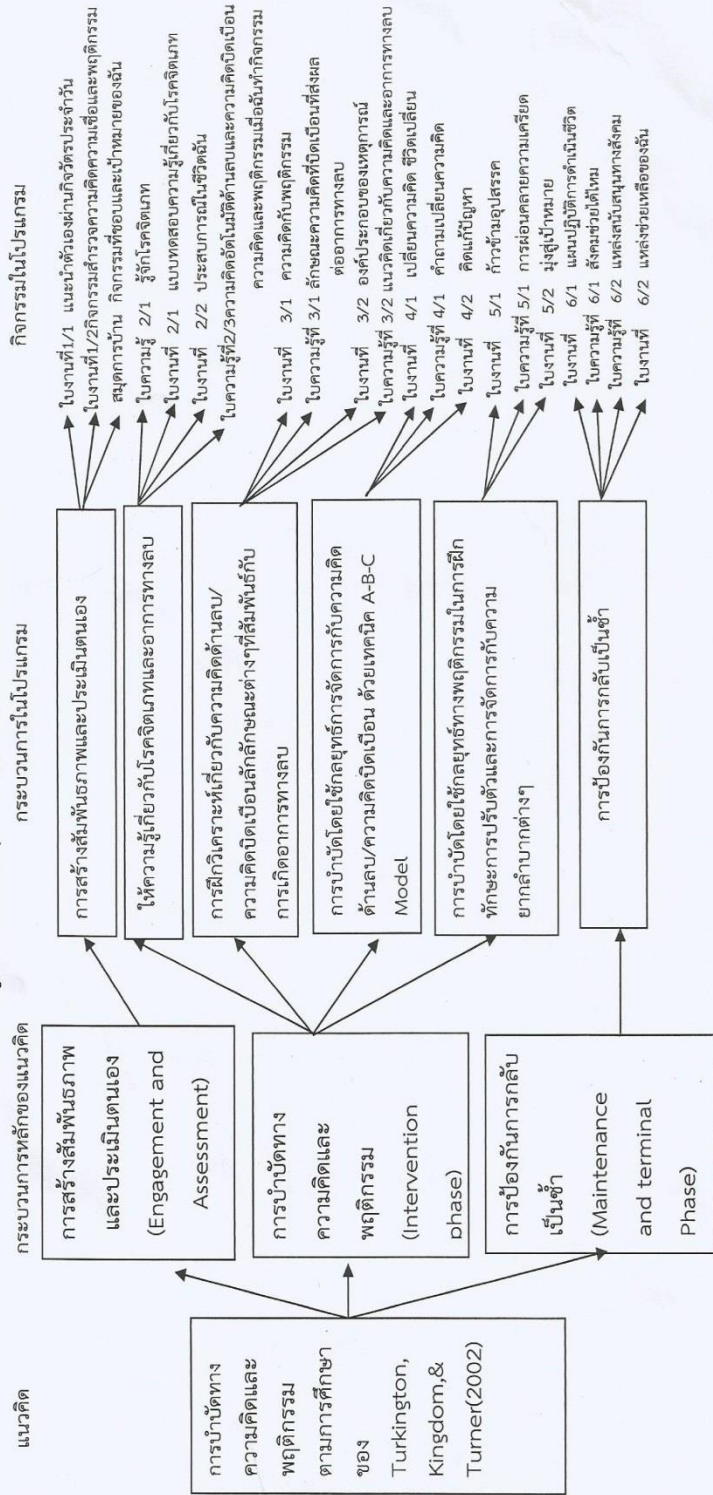 แนวคิด
กระบวนการหลักของแนวคิด
กระบวนการในโปรแกรม
กิจกรรมในโปรแกรม
การบำบัดทาง
ความคิดและ
พฤติกรรม
ตามการศึกษา
ของ
Turkington,
Kingdom,&
Turner(2002)
การสร้างสัมพันธภาพ
และประเมินตนเอง
(Engagement and
Assessment)
การบำบัดทาง
ความคิดและ
พฤติกรรม
(Intervention
phase)
การป้องกันการกลับ
เป็นซ้ำ
(Maintenance
and terminal
Phase)
การสร้างสัมพันธภาพและประเมินตนเอง
ให้ความรู้เกี่ยวกับโรคจิตเภทและอาการทางลบ
การฝึกวิเคราะห์เกี่ยวกับความคิดด้านลบ/
ความคิดบิดเบือนลักลักษณะต่างๆที่สัมพันธ์กับ
การเกิดอาการทางลบ
การบำบัดโดยใช้กลยุทธ์การจัดการกับความคิด
ด้านลบ/ความคิดบิดเบือน ด้วยเทคนิค A-B-C
Model
การบำบัดโดยใช้กลยุทธ์ทางพฤติกรรมในการฝึก
ทักษะการปรับตัวและการจัดการกับความ
ยากลำบากต่างๆ
การป้องกันการกลับเป็นซ้ำ
ใบงานที่1/1 แนะนำตัวเองผ่านกิจวัตรประจำวัน
ใบงานที่1/2กิจกรรมสำรวจความคิดความเชื่อและพฤติกรรม
สมุดการบ้าน กิจกรรมที่ชอบและเป้าหมายของฉัน
ใบความรู้ 2/1 รู้จักโรคจิตเภท
ใบงานที่ 2/1 แบบทดสอบความรู้เกี่ยวกับโรคจิตเภท
ใบงานที่ 2/2 ประสบการณ์ในชีวิตฉัน
ใบความรู้ที่2/3ความคิดอัตโนมัติด้านลบและความคิดบิดเบือน
ความคิดและพฤติกรรมเมื่อฉันทำกิจกรรม
ใบงานที่ 3/1 ความคิดกับพฤติกรรม
ใบความรู้ที่ 3/1 ลักษณะความคิดที่บิดเบือนที่ส่งผล
ต่ออาการทางลบ
ใบงานที่ 3/2 องค์ประกอบของเหตุการณ์
ใบความรู้ที่ 3/2 แนวคิดเกี่ยวกับความคิดและอาการทางลบ
ใบงานที่ 4/1 เปลี่ยนความคิด ชีวิตเปลี่ยน
ใบความรู้ที่ 4/1 คำถามเปลี่ยนความคิด
ใบงานที่ 4/2 คิดแก้ปัญหา
ใบงานที่ 5/1 ก้าวข้ามอุปสรรค
ใบความรู้ที่ 5/1 การผ่อนคลายความเครียด
ใบงานที่ 5/2 มุ่งสู่เป้าหมาย
ใบงานที่ 6/1 แผนปฏิบัติการดำเนินชีวิต
ใบความรู้ที่ 6/1 สังคมช่วยได้ไหม
ใบความรู้ที่ 6/2 แหล่งสนับสนุนทางสังคม
ใบงานที่ 6/2 แหล่งช่วยเหลือของฉัน